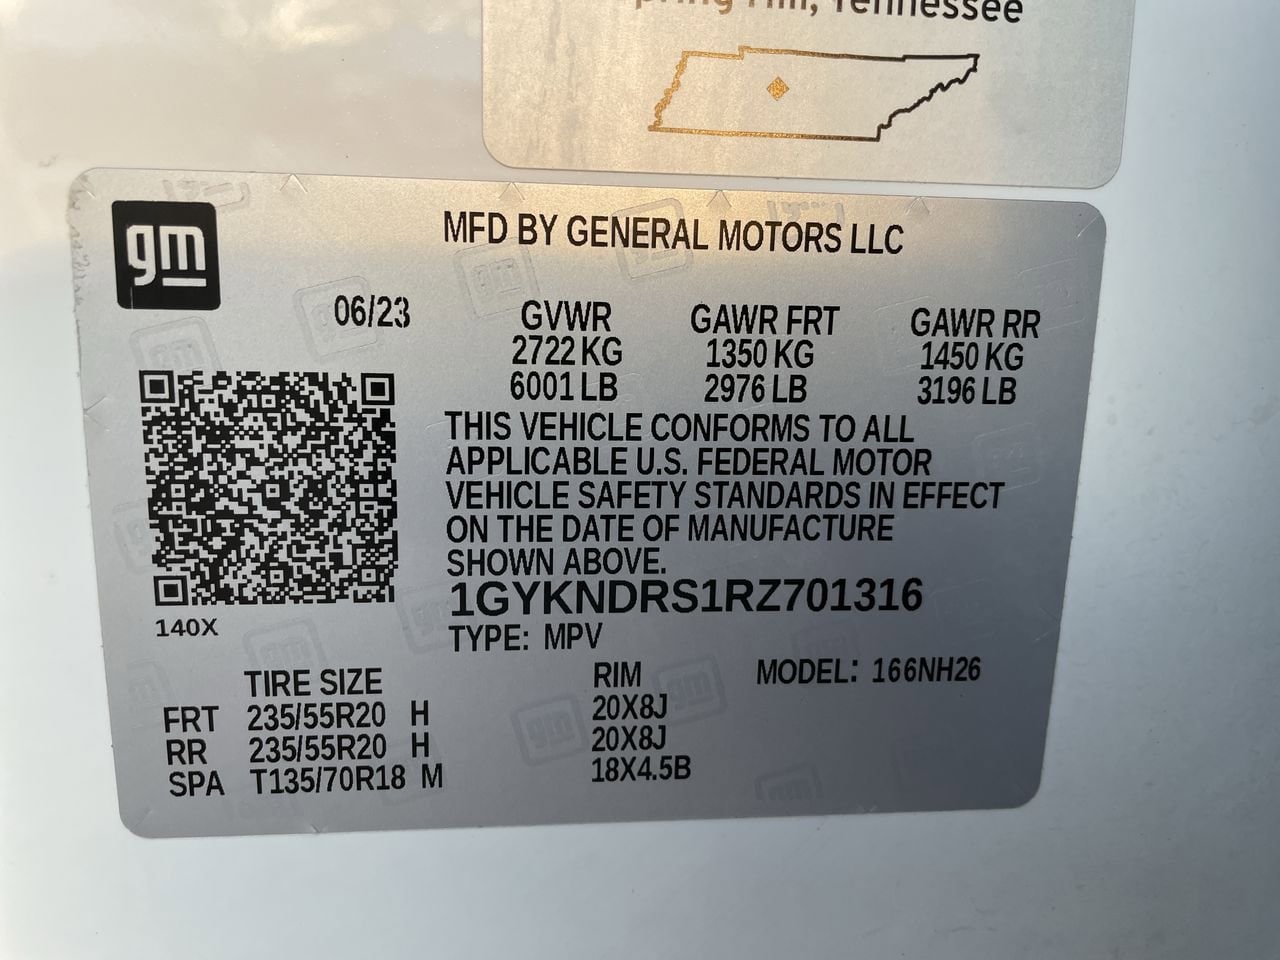 Spring Hill, Tennessee
gm
MFD BY GENERAL MOTORS LLC
06/23
GVWR GAWR FRT GAWR RR
2722 KG 1350 KG 1450 KG
6001 LB 2976 LB 3196 LB
THIS VEHICLE CONFORMS TO ALL
APPLICABLE U.S. FEDERAL MOTOR
VEHICLE SAFETY STANDARDS IN EFFECT
ON THE DATE OF MANUFACTURE
SHOWN ABOVE.
1GYKNDRS1RZ701316
140X
TYPE: MPV
TIRE SIZE RIM MODEL: 166NH26
FRT 235/55R20 H 20X8J
RR 235/55R20 H 20X8J
SPA T135/70R18 M 18X4.5B